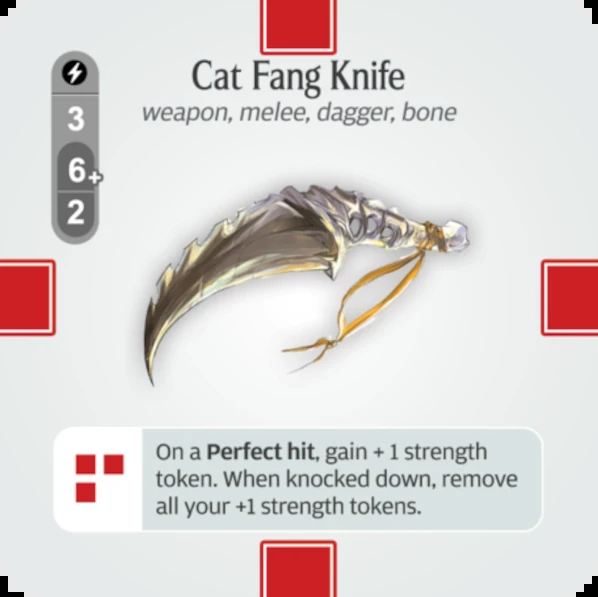 Cat Fang Knife
weapon, melee, dagger, bone
3
6+
2
On a Perfect hit, gain + 1 strength
token. When knocked down, remove
all your +1 strength tokens.